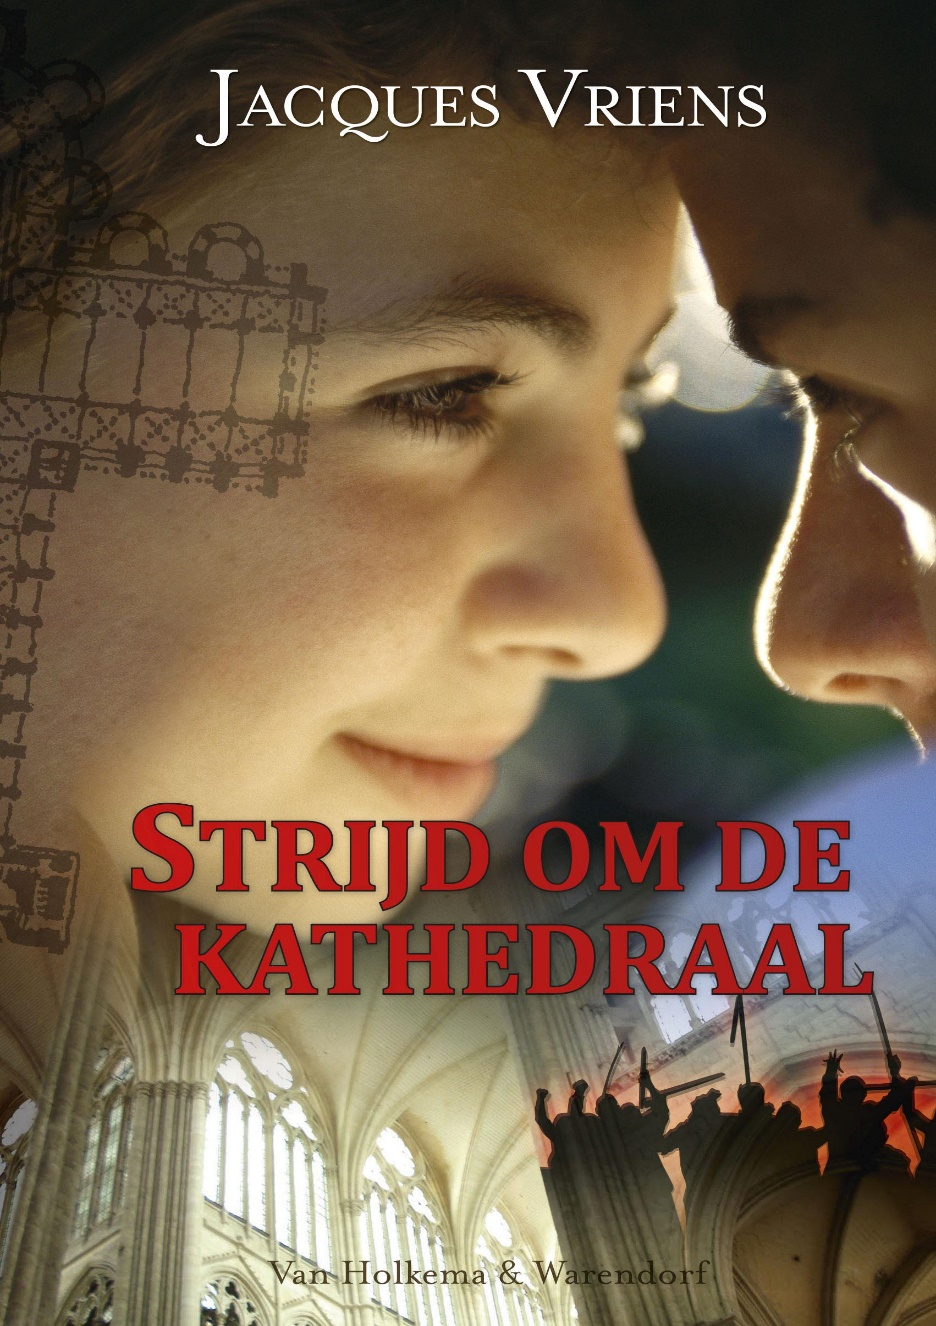 Jacques Vriens
Strijd om de
kathedraal
Van Holkema & Warendorf